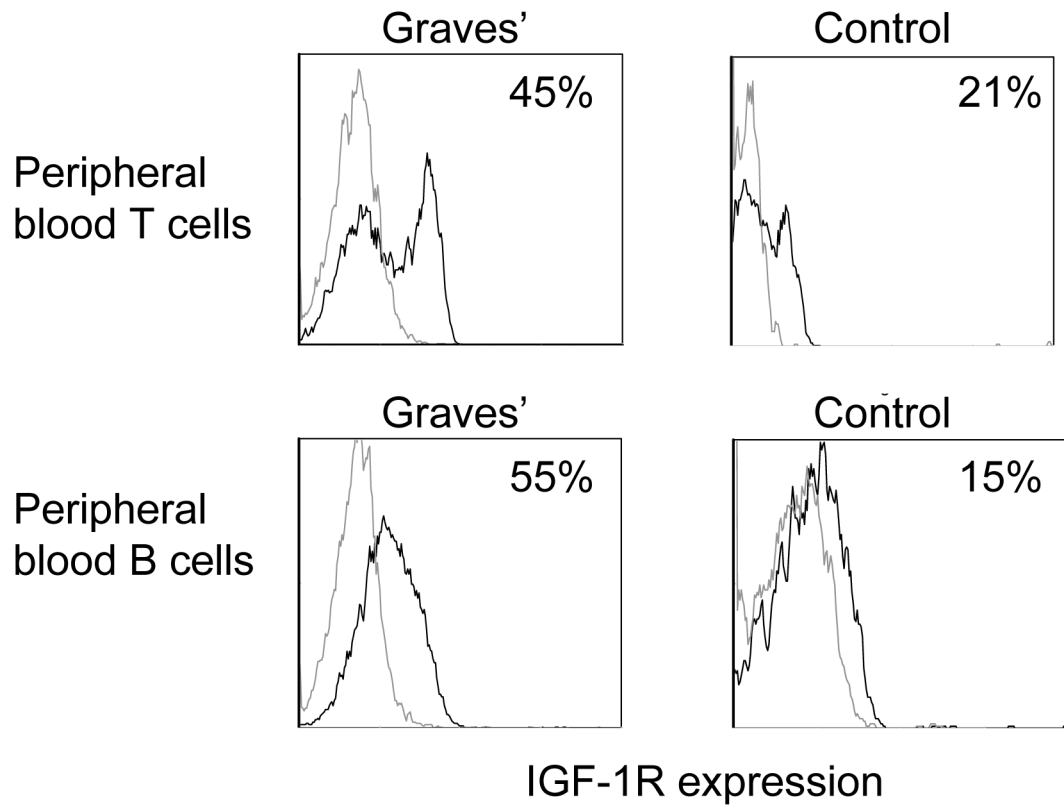 Graves’
Control
45%
21%
Peripheral
blood T cells
Graves’
Control
55%
15%
Peripheral
blood B cells
IGF-1R expression